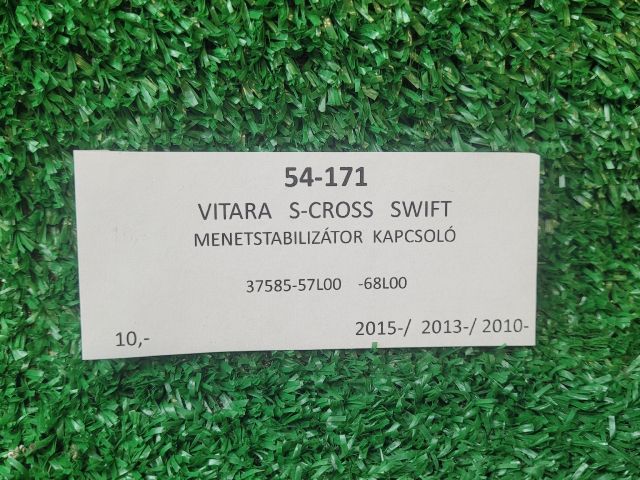 54-171
VITARA S-CROSS SWIFT
MENETSTABILIZÁTOR KAPCSOLÓ
37585-57L00 -68L00
10,- 2015-/ 2013-/ 2010-